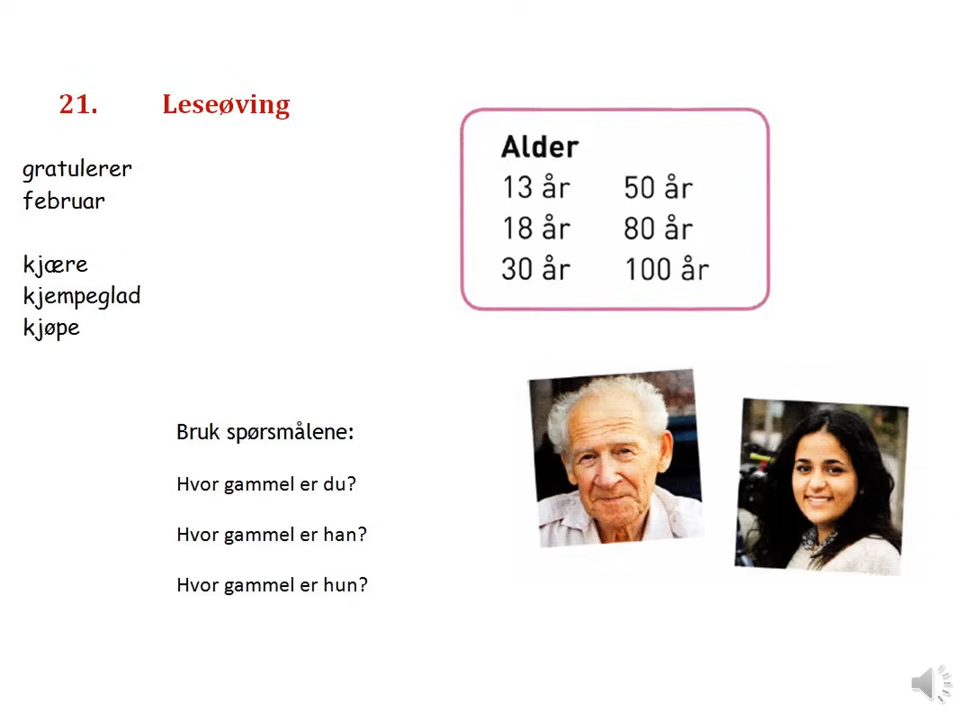 21. Leseøving
gratulerer
februar
kjære
kjempeglad
kjøpe
Alder
13 år 50 år
18 år 80 år
30 år 100 år
Bruk spørsmålene:
Hvor gammel er du?
Hvor gammel er han?
Hvor gammel er hun?